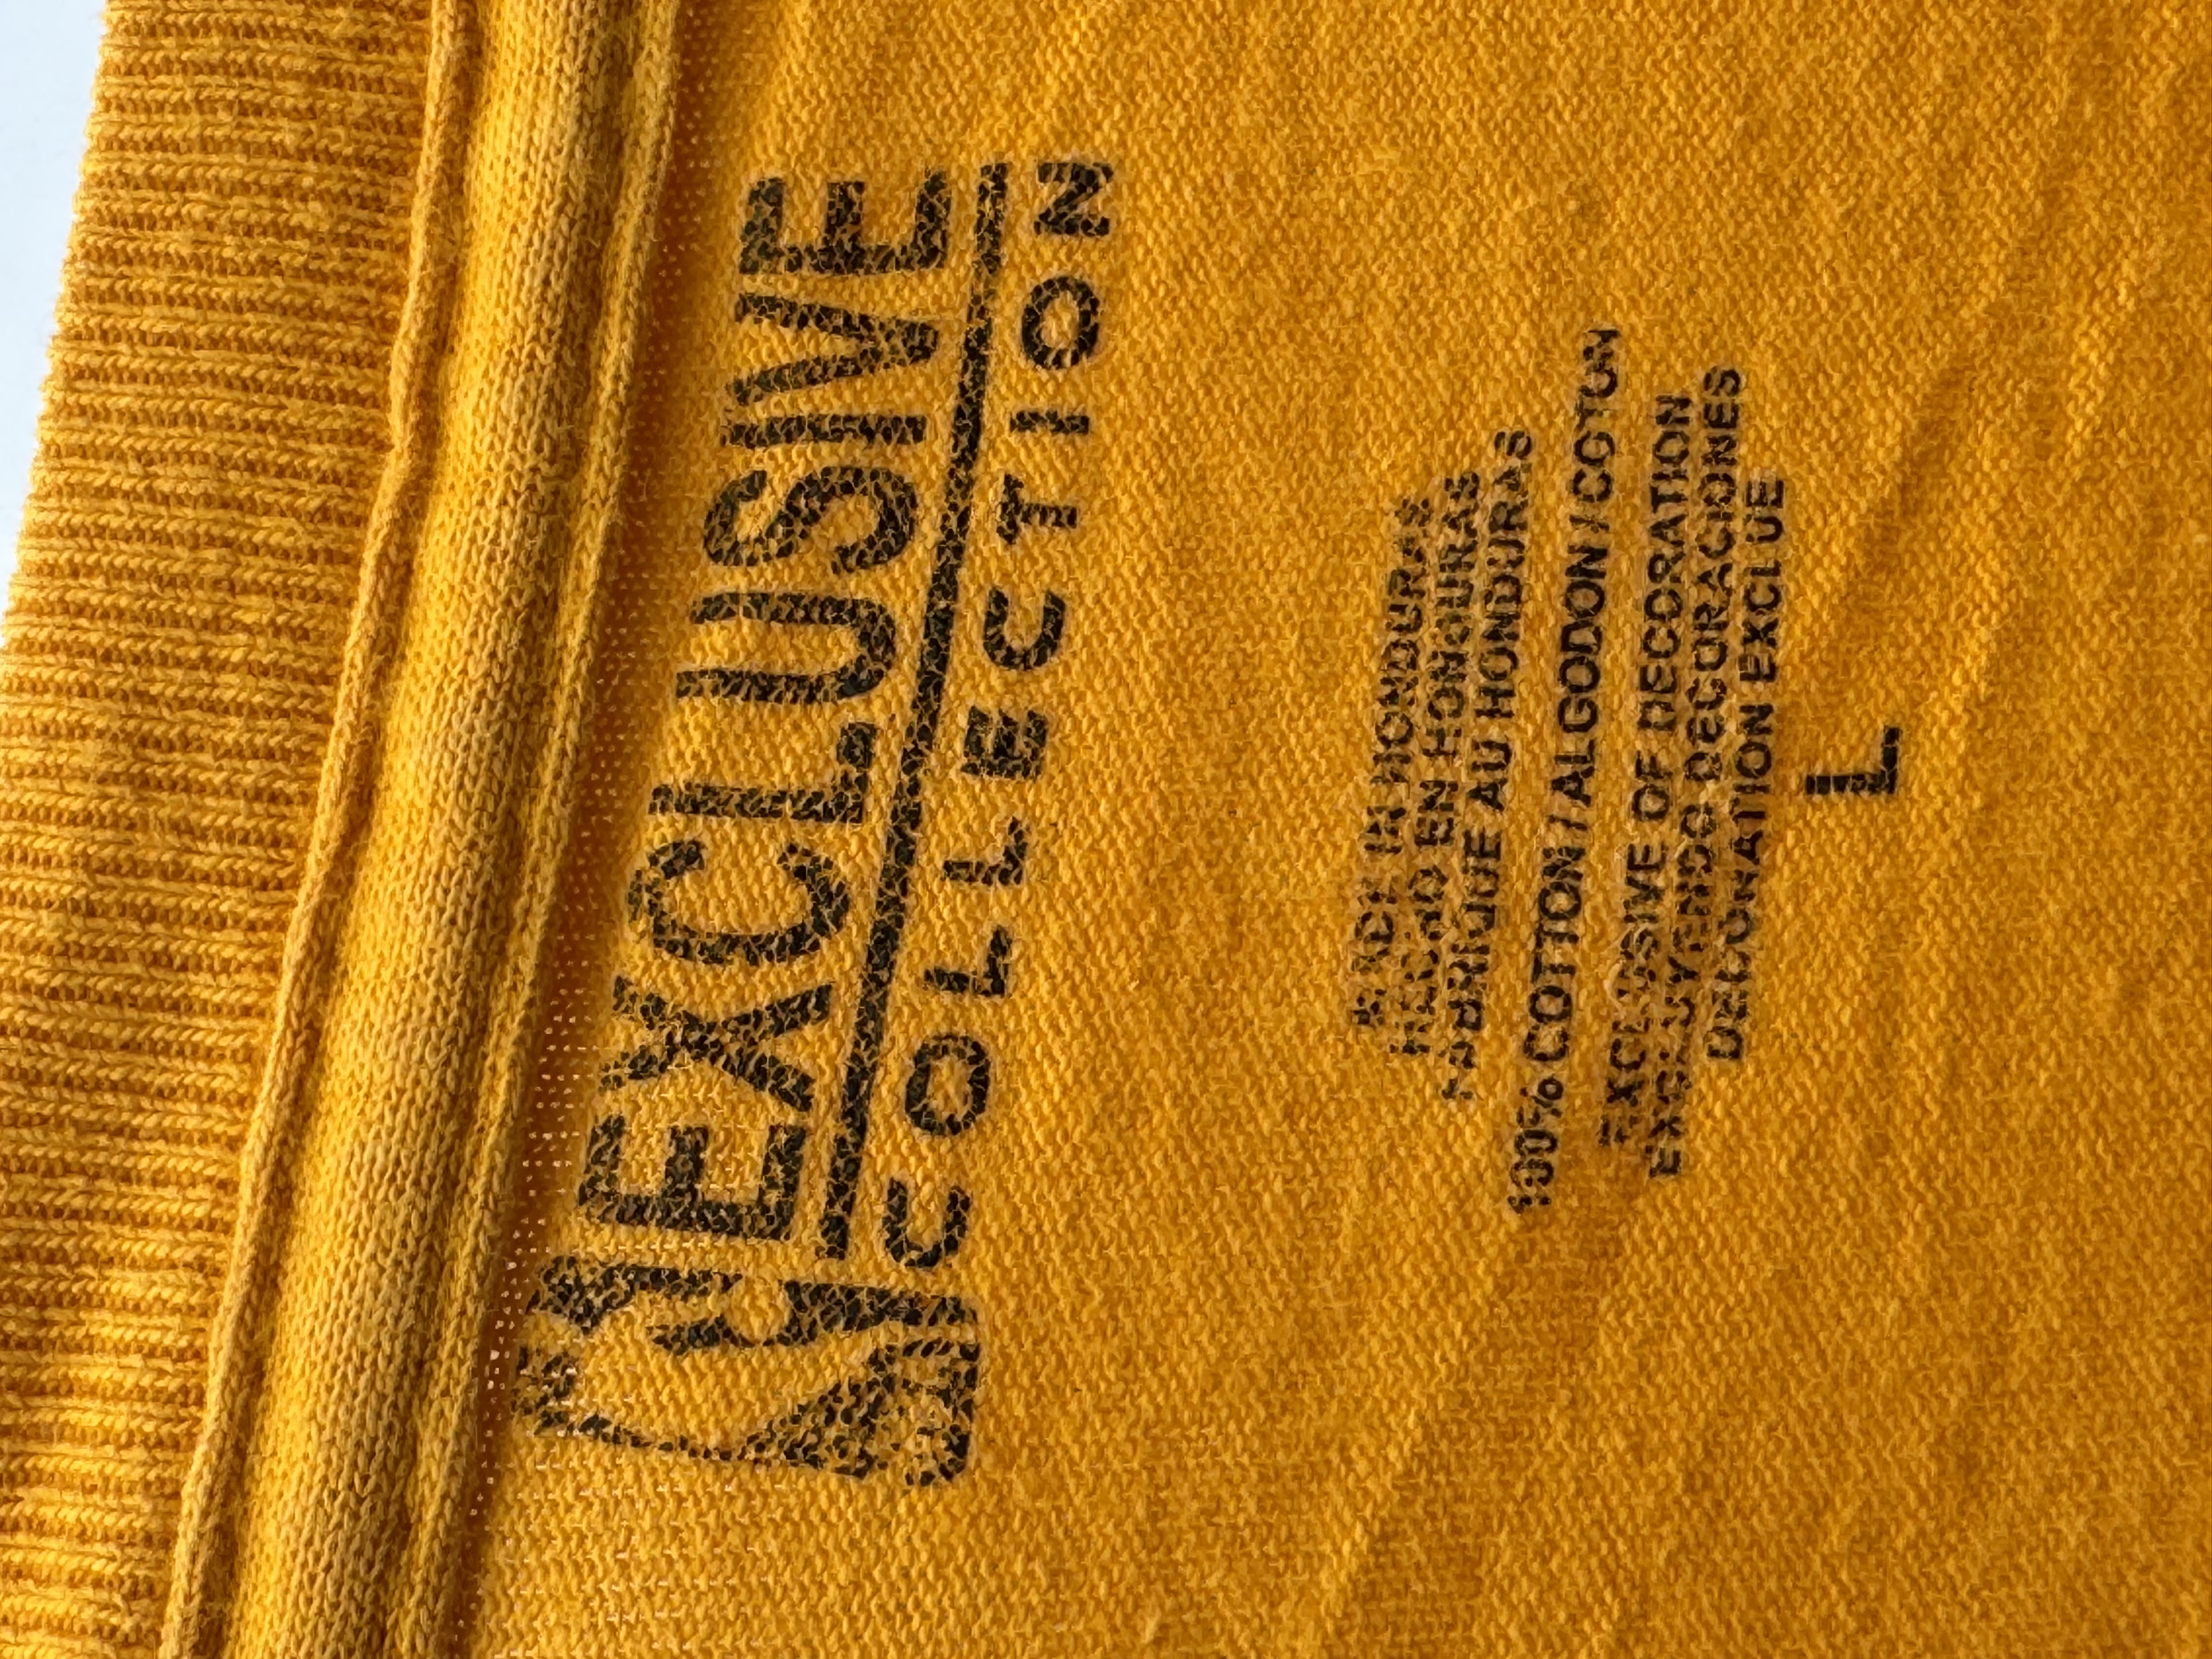 EXCLUSIVE
COLLECTION
MADE IN HONDURAS
HECHO EN HONDURAS
FABRIQUE AU HONDURAS
100% COTTON / ALGODON / COTON
EXCLUSIVE OF DECORATION
EXCLUYENDO DECORACIONES
DECORATION EXCLUE
L